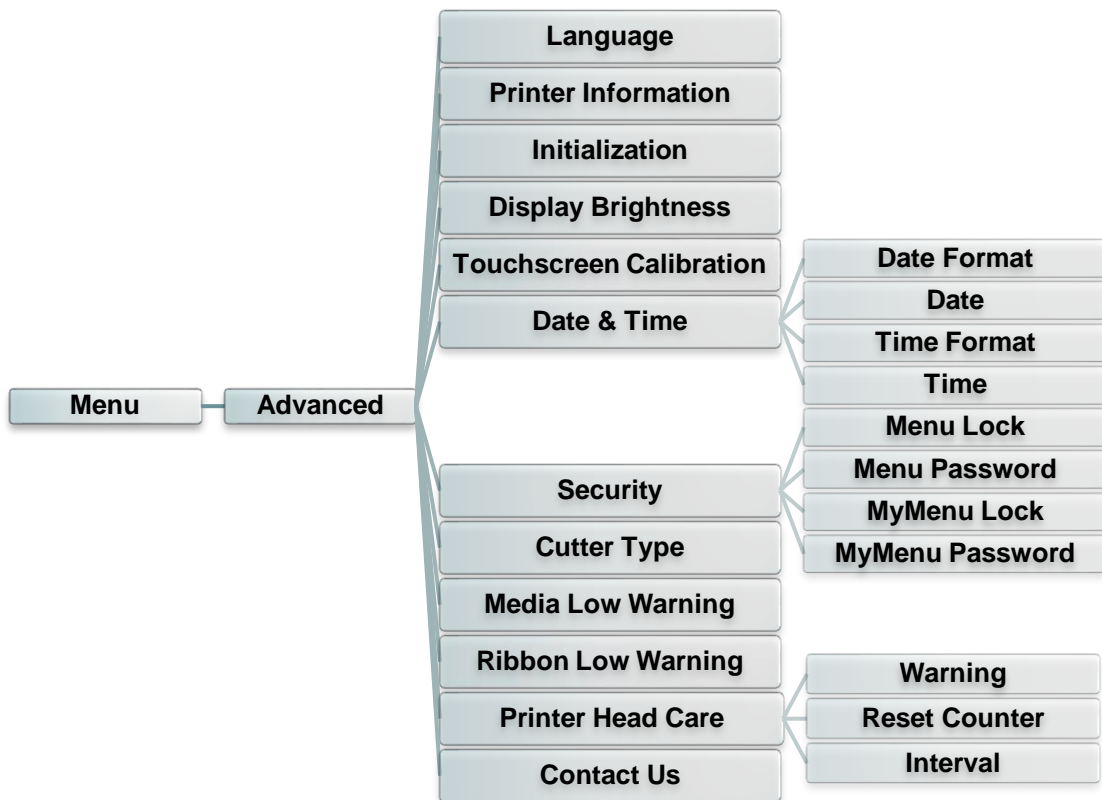 Menu
Advanced
Language
Printer Information
Initialization
Display Brightness
Touchscreen Calibration
Date & Time
Date Format
Date
Time Format
Time
Security
Menu Lock
Menu Password
MyMenu Lock
MyMenu Password
Cutter Type
Media Low Warning
Ribbon Low Warning
Printer Head Care
Warning
Reset Counter
Interval
Contact Us